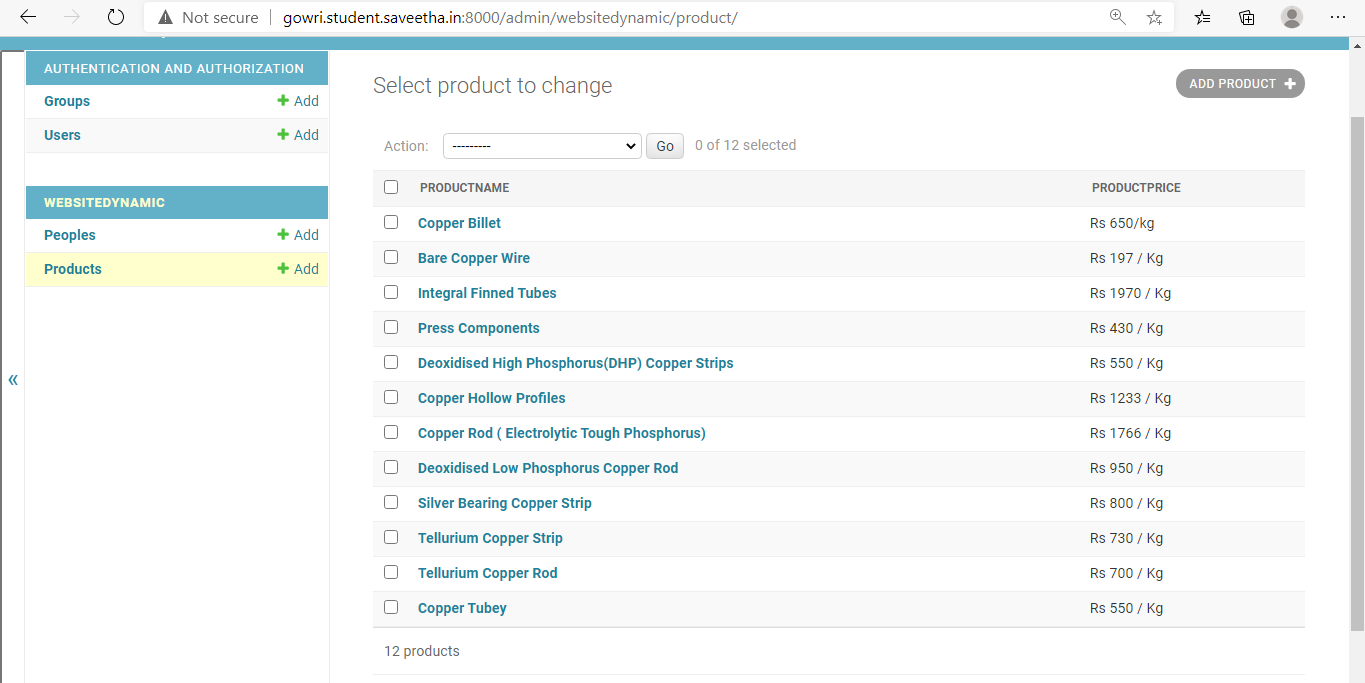 Not secure gowri.student.saveetha.in:8000/admin/websitedynamic/product/
AUTHENTICATION AND AUTHORIZATION
Groups + Add
Users + Add
WEBSITEDYNAMIC
Peoples + Add
Products + Add
«
Select product to change
ADD PRODUCT +
Action: --------- Go 0 of 12 selected
PRODUCTNAME PRODUCTPRICE
Copper Billet Rs 650/kg
Bare Copper Wire Rs 197 / Kg
Integral Finned Tubes Rs 1970 / Kg
Press Components Rs 430 / Kg
Deoxidised High Phosphorus(DHP) Copper Strips Rs 550 / Kg
Copper Hollow Profiles Rs 1233 / Kg
Copper Rod ( Electrolytic Tough Phosphorus) Rs 1766 / Kg
Deoxidised Low Phosphorus Copper Rod Rs 950 / Kg
Silver Bearing Copper Strip Rs 800 / Kg
Tellurium Copper Strip Rs 730 / Kg
Tellurium Copper Rod Rs 700 / Kg
Copper Tubey Rs 550 / Kg
12 products